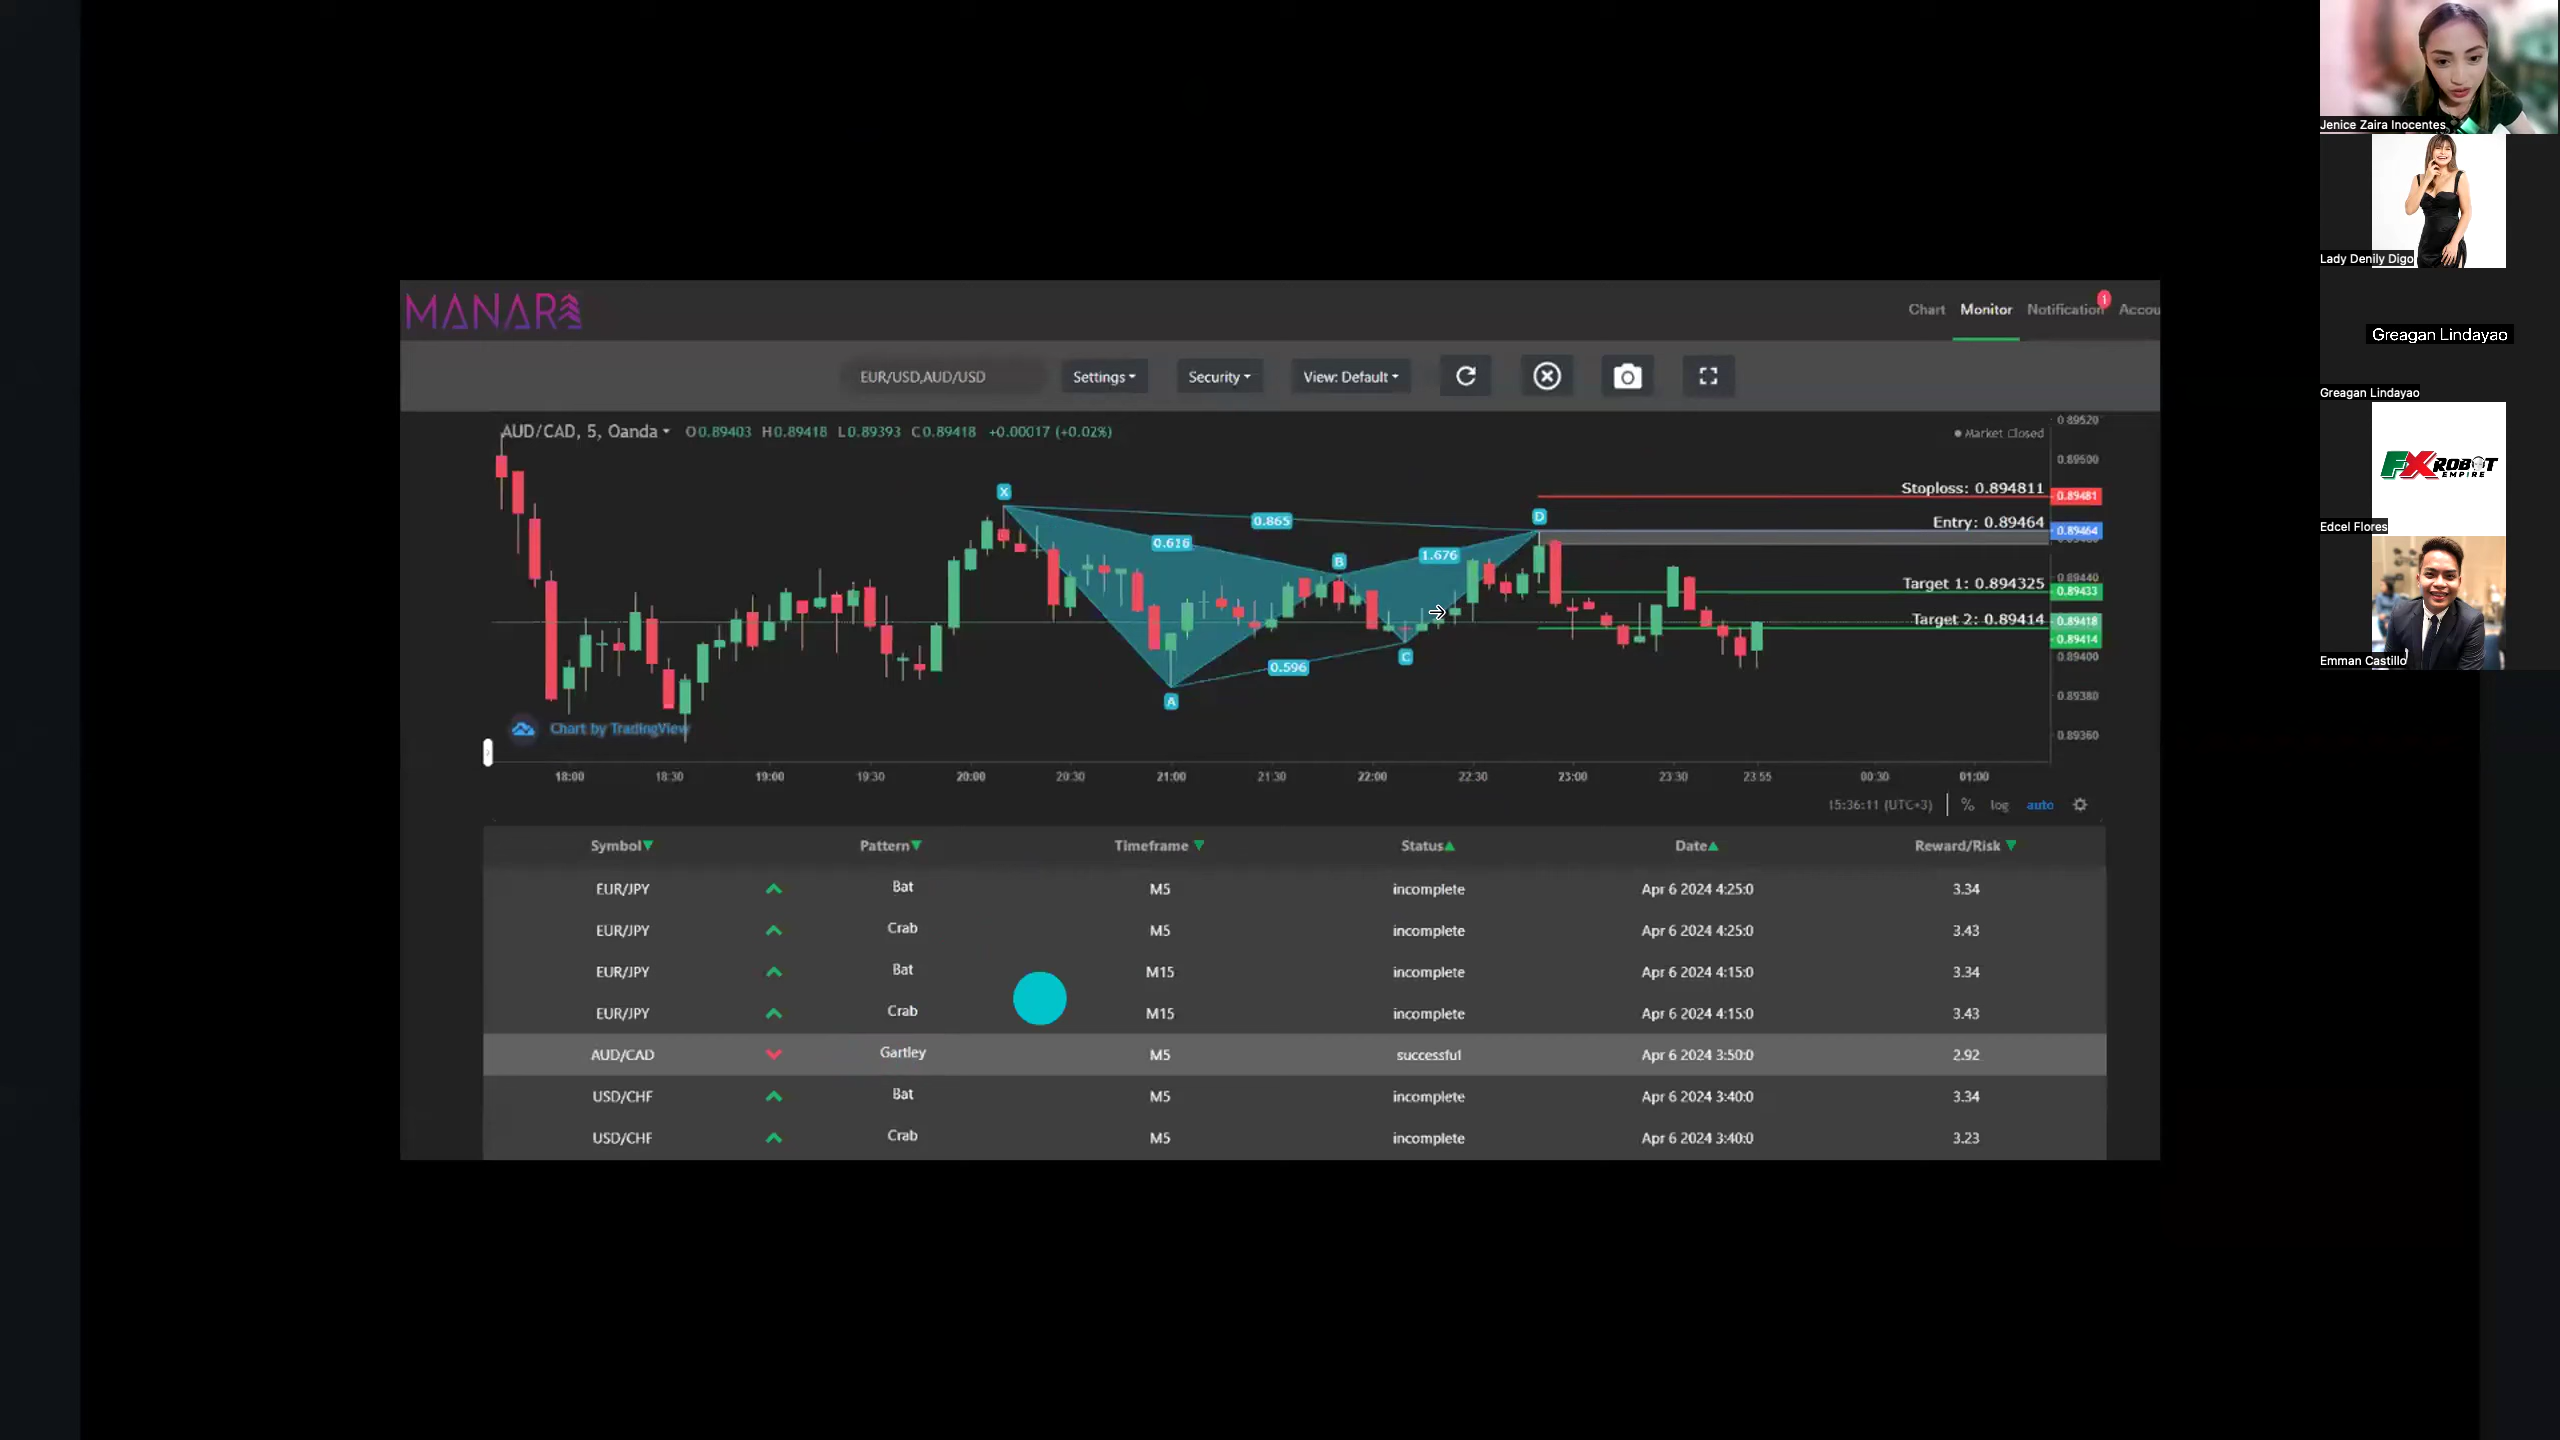 MANAR
Chart Monitor Notification 1 Accou
EUR/USD,AUD/USD Settings Security View: Default
AUD/CAD, 5, Oanda O0.89403 H0.89418 L0.89393 C0.89418 +0.00017 (+0.02%)
Market Closed
0.89520
0.89500
Stoploss: 0.894811 0.89481
Entry: 0.89464 0.89464
0.89440
Target 1: 0.894325 0.89433
Target 2: 0.89414 0.89418
0.89414
0.89400
0.89380
0.89360
X
0.865
D
0.616
B
1.676
C
0.596
A
Chart by TradingView
18:00 18:30 19:00 19:30 20:00 20:30 21:00 21:30 22:00 22:30 23:00 23:30 23:55 00:30 01:00
15:36:11 (UTC+3) % log auto
Symbol Pattern Timeframe Status Date Reward/Risk
EUR/JPY Bat M5 incomplete Apr 6 2024 4:25:0 3.34
EUR/JPY Crab M5 incomplete Apr 6 2024 4:25:0 3.43
EUR/JPY Bat M15 incomplete Apr 6 2024 4:15:0 3.34
EUR/JPY Crab M15 incomplete Apr 6 2024 4:15:0 3.43
AUD/CAD Gartley M5 successful Apr 6 2024 3:50:0 2.92
USD/CHF Bat M5 incomplete Apr 6 2024 3:40:0 3.34
USD/CHF Crab M5 incomplete Apr 6 2024 3:40:0 3.23
Jenice Zaira Inocentes
Lady Denily Digo
Greagan Lindayao
Greagan Lindayao
FX ROBOT
EMPIRE
Edcel Flores
Emman Castillo